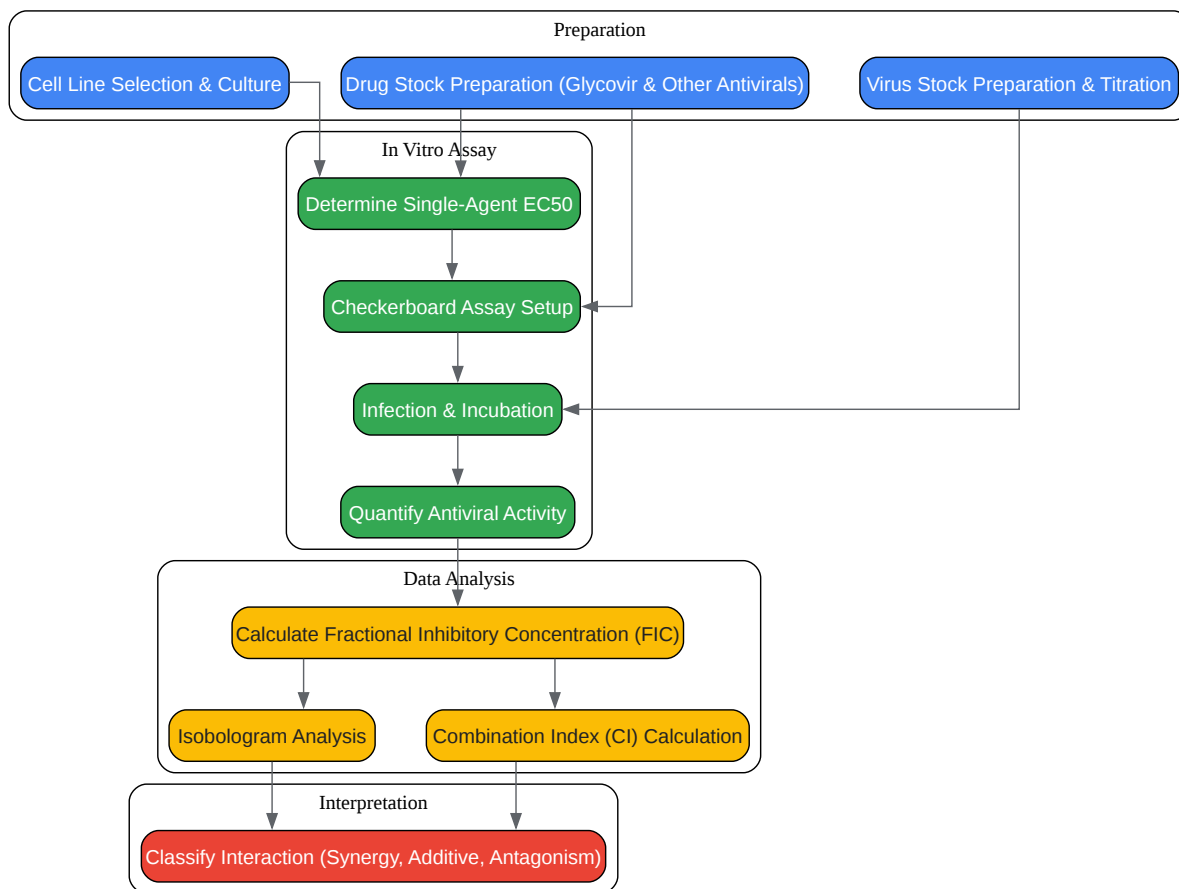 Preparation
Cell Line Selection & Culture
Drug Stock Preparation (Glycovir & Other Antivirals)
Virus Stock Preparation & Titration
In Vitro Assay
Determine Single-Agent EC50
Checkerboard Assay Setup
Infection & Incubation
Quantify Antiviral Activity
Data Analysis
Calculate Fractional Inhibitory Concentration (FIC)
Isobologram Analysis
Combination Index (CI) Calculation
Interpretation
Classify Interaction (Synergy, Additive, Antagonism)